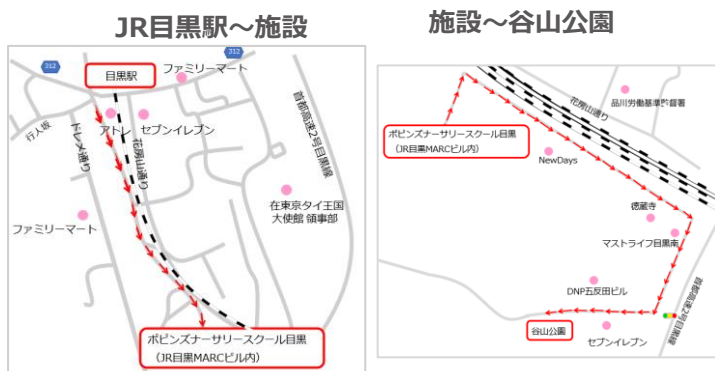 JR目黒駅～施設
施設～谷山公園
312
目黒駅
ファミリーマート
312
行人坂
ドレメ通り
アトレ
セブンイレブン
花房山通り
首都高速2号目黒線
ファミリーマート
在東京タイ王国
大使館 領事部
ポピンズナーサリースクール目黒
（JR目黒MARCビル内）
花房山通り
品川労働基準監督署
ポピンズナーサリースクール目黒
（JR目黒MARCビル内）
NewDays
徳蔵寺
マストライフ目黒南
DNP五反田ビル
首都高速2号目黒線
谷山公園
セブンイレブン